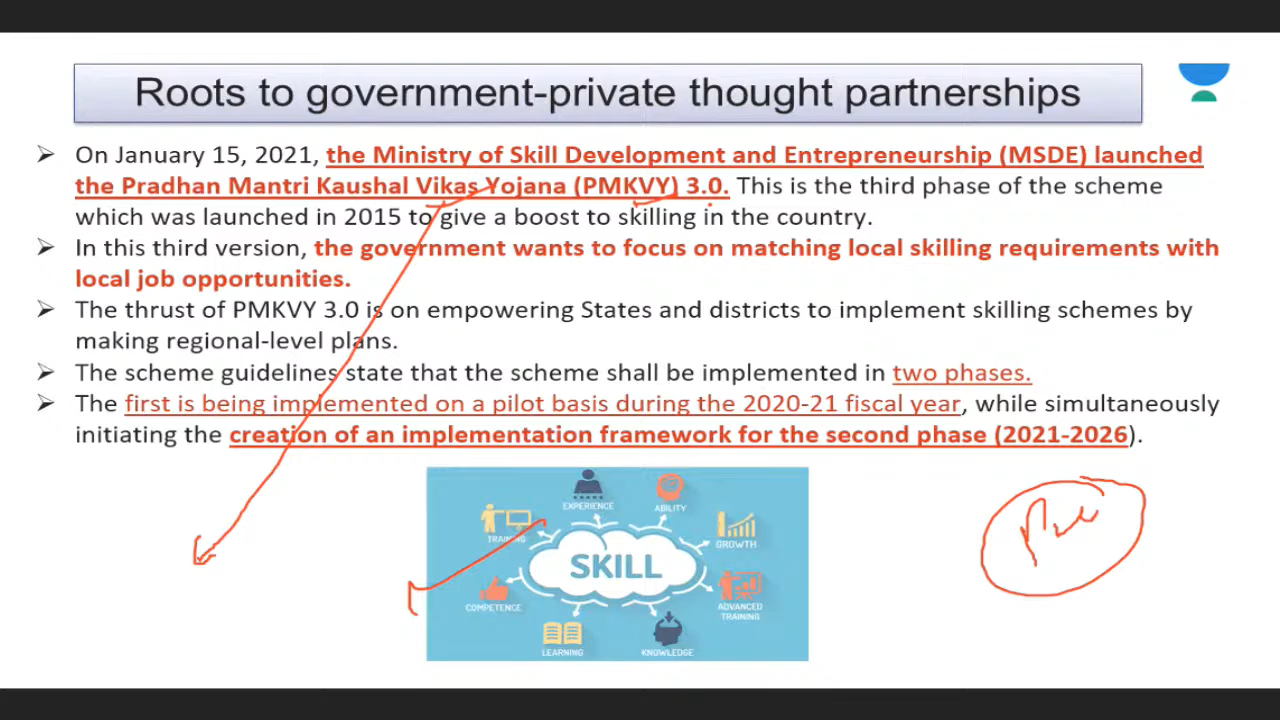 Roots to government-private thought partnerships
➢ On January 15, 2021, the Ministry of Skill Development and Entrepreneurship (MSDE) launched
the Pradhan Mantri Kaushal Vikas Yojana (PMKVY) 3.0. This is the third phase of the scheme
which was launched in 2015 to give a boost to skilling in the country.
➢ In this third version, the government wants to focus on matching local skilling requirements with
local job opportunities.
➢ The thrust of PMKVY 3.0 is on empowering States and districts to implement skilling schemes by
making regional-level plans.
➢ The scheme guidelines state that the scheme shall be implemented in two phases.
➢ The first is being implemented on a pilot basis during the 2020-21 fiscal year, while simultaneously
initiating the creation of an implementation framework for the second phase (2021-2026).
EXPERIENCE
ABILITY
TRAINING
GROWTH
SKILL
COMPETENCE
ADVANCED
TRAINING
LEARNING
KNOWLEDGE